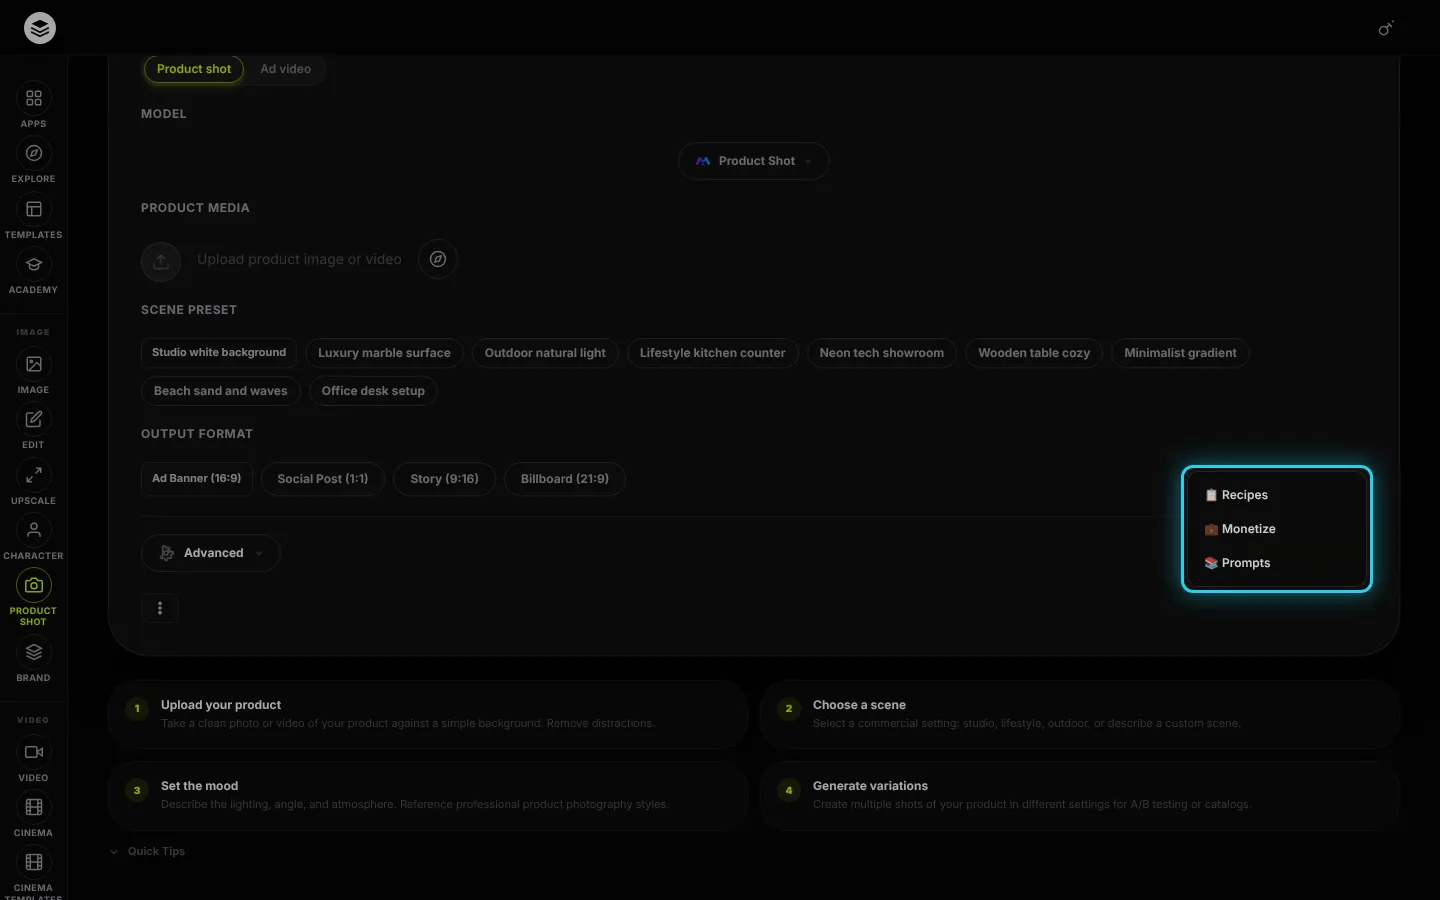 Product shot
Ad video
APPS
EXPLORE
TEMPLATES
ACADEMY
IMAGE
IMAGE
EDIT
UPSCALE
CHARACTER
PRODUCT
SHOT
BRAND
VIDEO
VIDEO
CINEMA
CINEMA
TEMPLATES
MODEL
Product Shot
PRODUCT MEDIA
Upload product image or video
SCENE PRESET
Studio white background
Luxury marble surface
Outdoor natural light
Lifestyle kitchen counter
Neon tech showroom
Wooden table cozy
Minimalist gradient
Beach sand and waves
Office desk setup
OUTPUT FORMAT
Ad Banner (16:9)
Social Post (1:1)
Story (9:16)
Billboard (21:9)
Advanced
Recipes
Monetize
Prompts
1
Upload your product
Take a clean photo or video of your product against a simple background. Remove distractions.
2
Choose a scene
Select a commercial setting: studio, lifestyle, outdoor, or describe a custom scene.
3
Set the mood
Describe the lighting, angle, and atmosphere. Reference professional product photography styles.
4
Generate variations
Create multiple shots of your product in different settings for A/B testing or catalogs.
Quick Tips